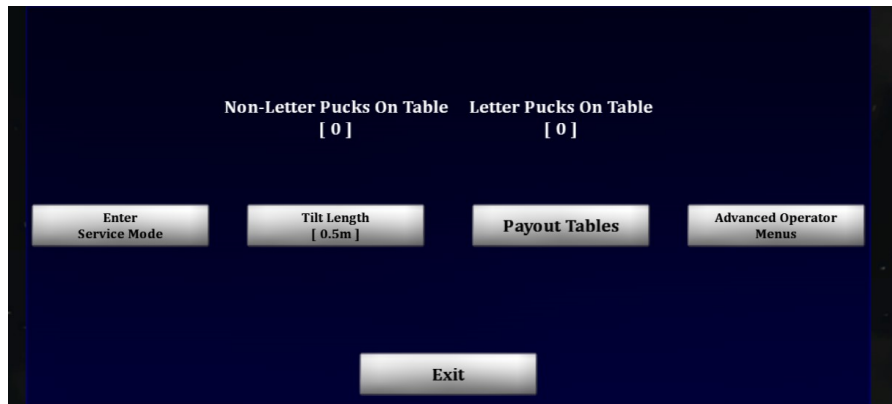 Non-Letter Pucks On Table
[ 0 ]
Letter Pucks On Table
[ 0 ]
Enter
Service Mode
Tilt Length
[ 0.5m ]
Payout Tables
Advanced Operator
Menus
Exit